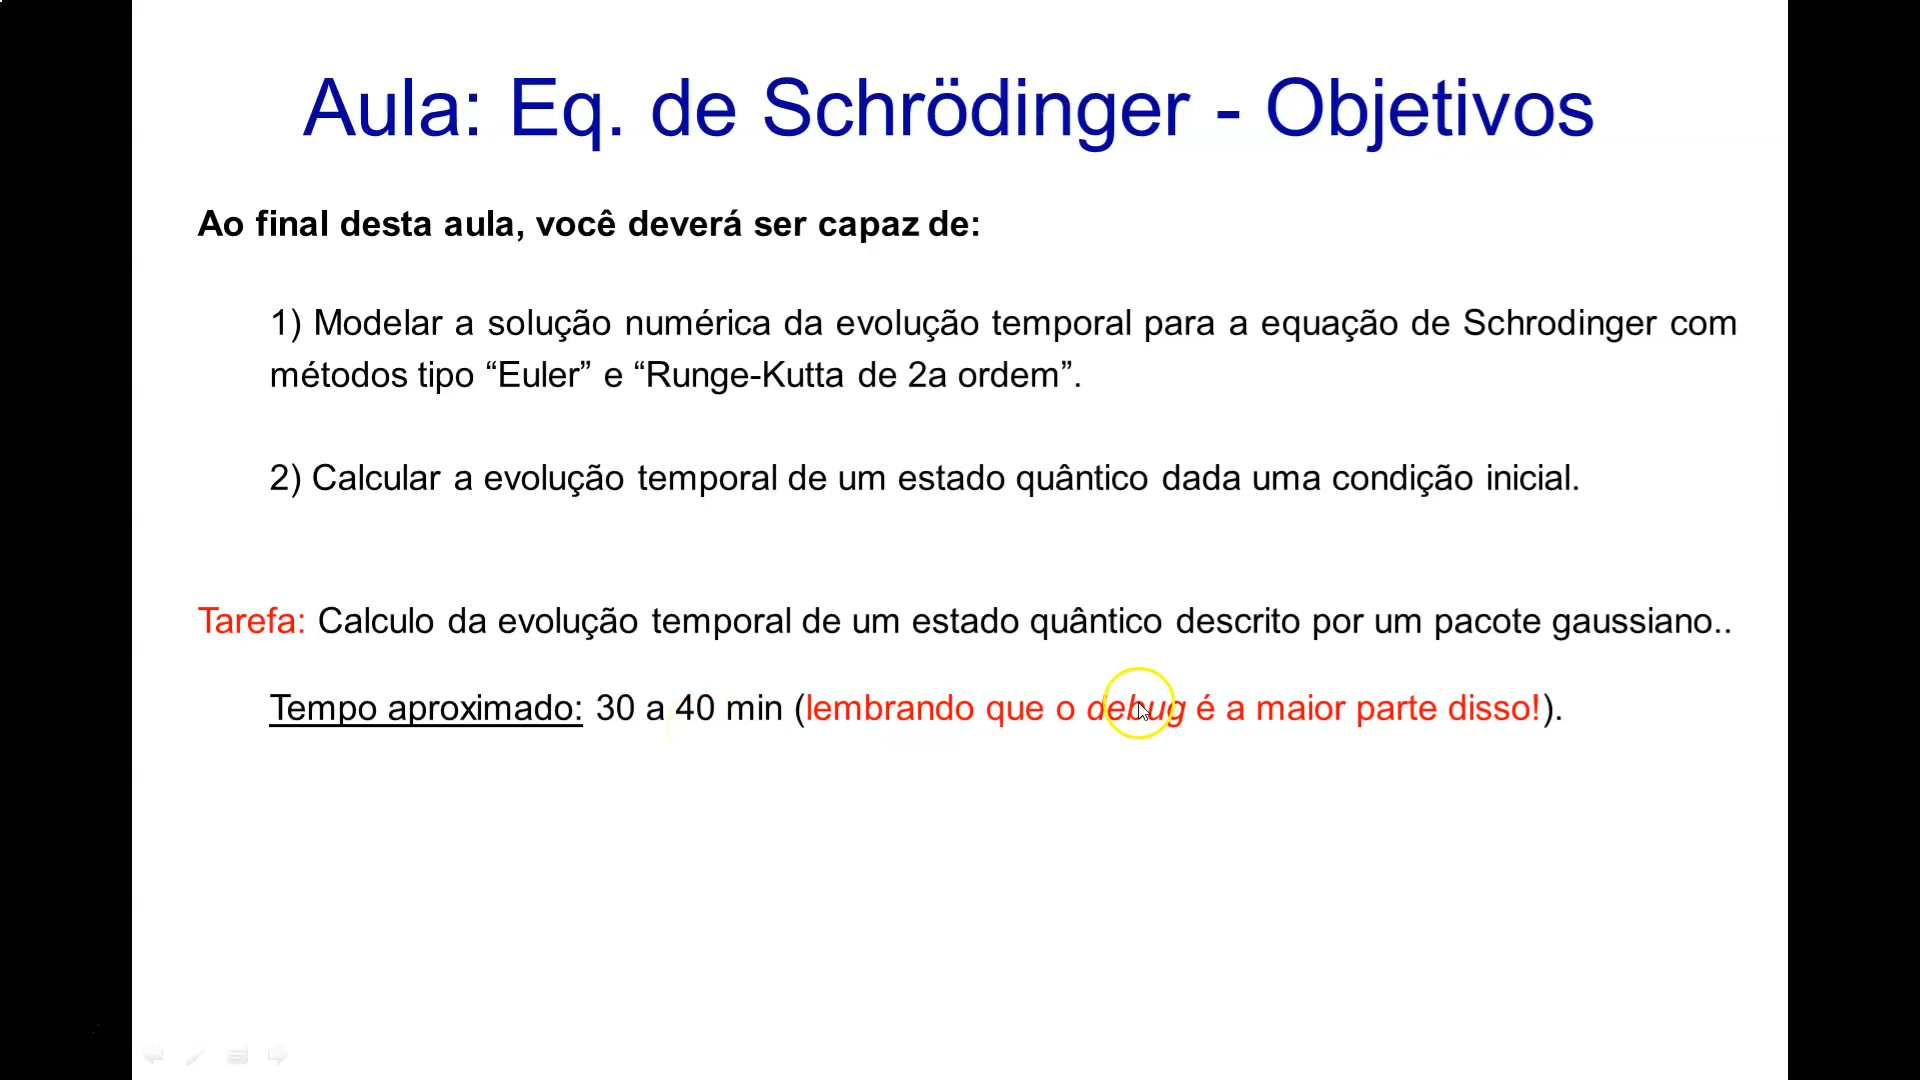 Aula: Eq. de Schrödinger - Objetivos
Ao final desta aula, você deverá ser capaz de:
1) Modelar a solução numérica da evolução temporal para a equação de Schrodinger com
métodos tipo “Euler” e “Runge-Kutta de 2a ordem”.
2) Calcular a evolução temporal de um estado quântico dada uma condição inicial.
Tarefa: Calculo da evolução temporal de um estado quântico descrito por um pacote gaussiano..
Tempo aproximado: 30 a 40 min (lembrando que o debug é a maior parte disso!).